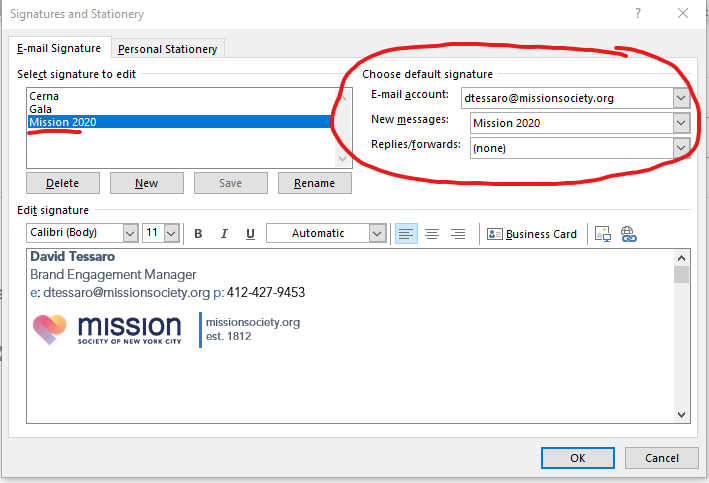 Signatures and Stationery
? ×
E-mail Signature
Personal Stationery
Select signature to edit
Cerna
Gala
Mission 2020
Delete
New
Save
Rename
Choose default signature
E-mail account: dtessaro@missionsociety.org
New messages: Mission 2020
Replies/forwards: (none)
Edit signature
Calibri (Body) 11 B I U Automatic Business Card
David Tessaro
Brand Engagement Manager
e: dtessaro@missionsociety.org p: 412-427-9453
mission
SOCIETY OF NEW YORK CITY
missionsociety.org
est. 1812
OK
Cancel